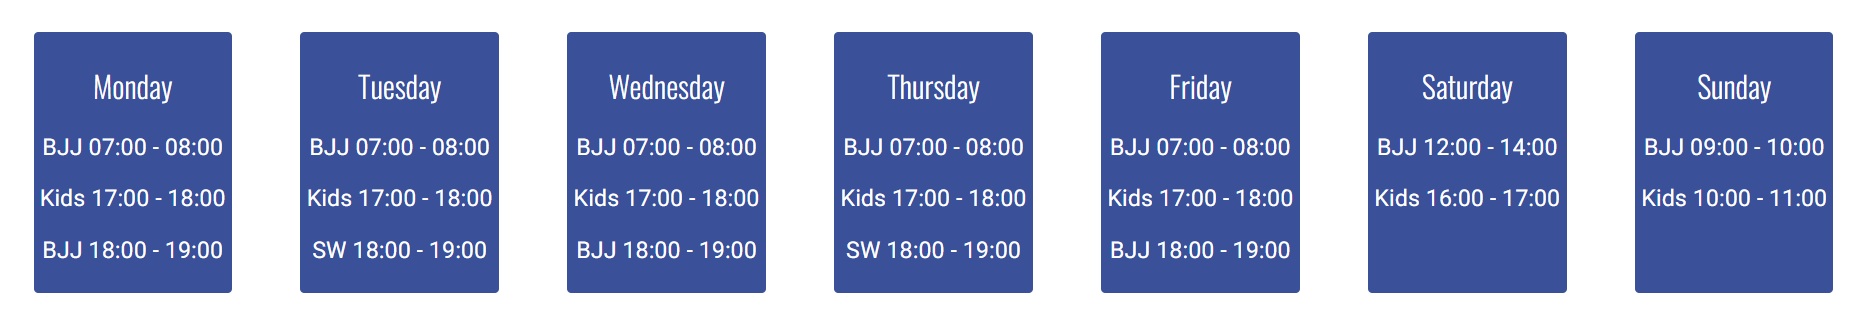 Monday
BJJ 07:00 - 08:00
Kids 17:00 - 18:00
BJJ 18:00 - 19:00
Tuesday
BJJ 07:00 - 08:00
Kids 17:00 - 18:00
SW 18:00 - 19:00
Wednesday
BJJ 07:00 - 08:00
Kids 17:00 - 18:00
BJJ 18:00 - 19:00
Thursday
BJJ 07:00 - 08:00
Kids 17:00 - 18:00
SW 18:00 - 19:00
Friday
BJJ 07:00 - 08:00
Kids 17:00 - 18:00
BJJ 18:00 - 19:00
Saturday
BJJ 12:00 - 14:00
Kids 16:00 - 17:00
Sunday
BJJ 09:00 - 10:00
Kids 10:00 - 11:00